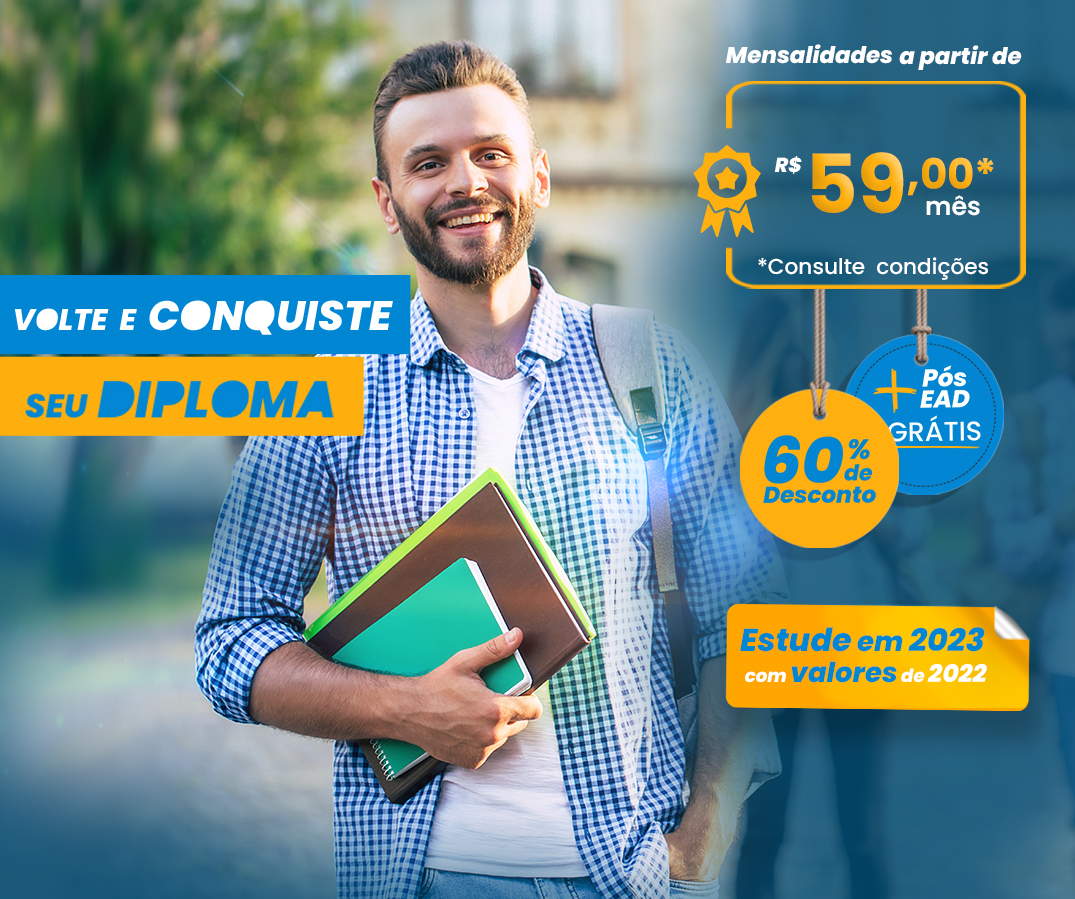 Mensalidades a partir de
R$ 59,00*
mês
*Consulte condições
VOLTE E CONQUISTE
SEU DIPLOMA
+ Pós
EAD
GRÁTIS
60%
de
Desconto
Estude em 2023
com valores de 2022